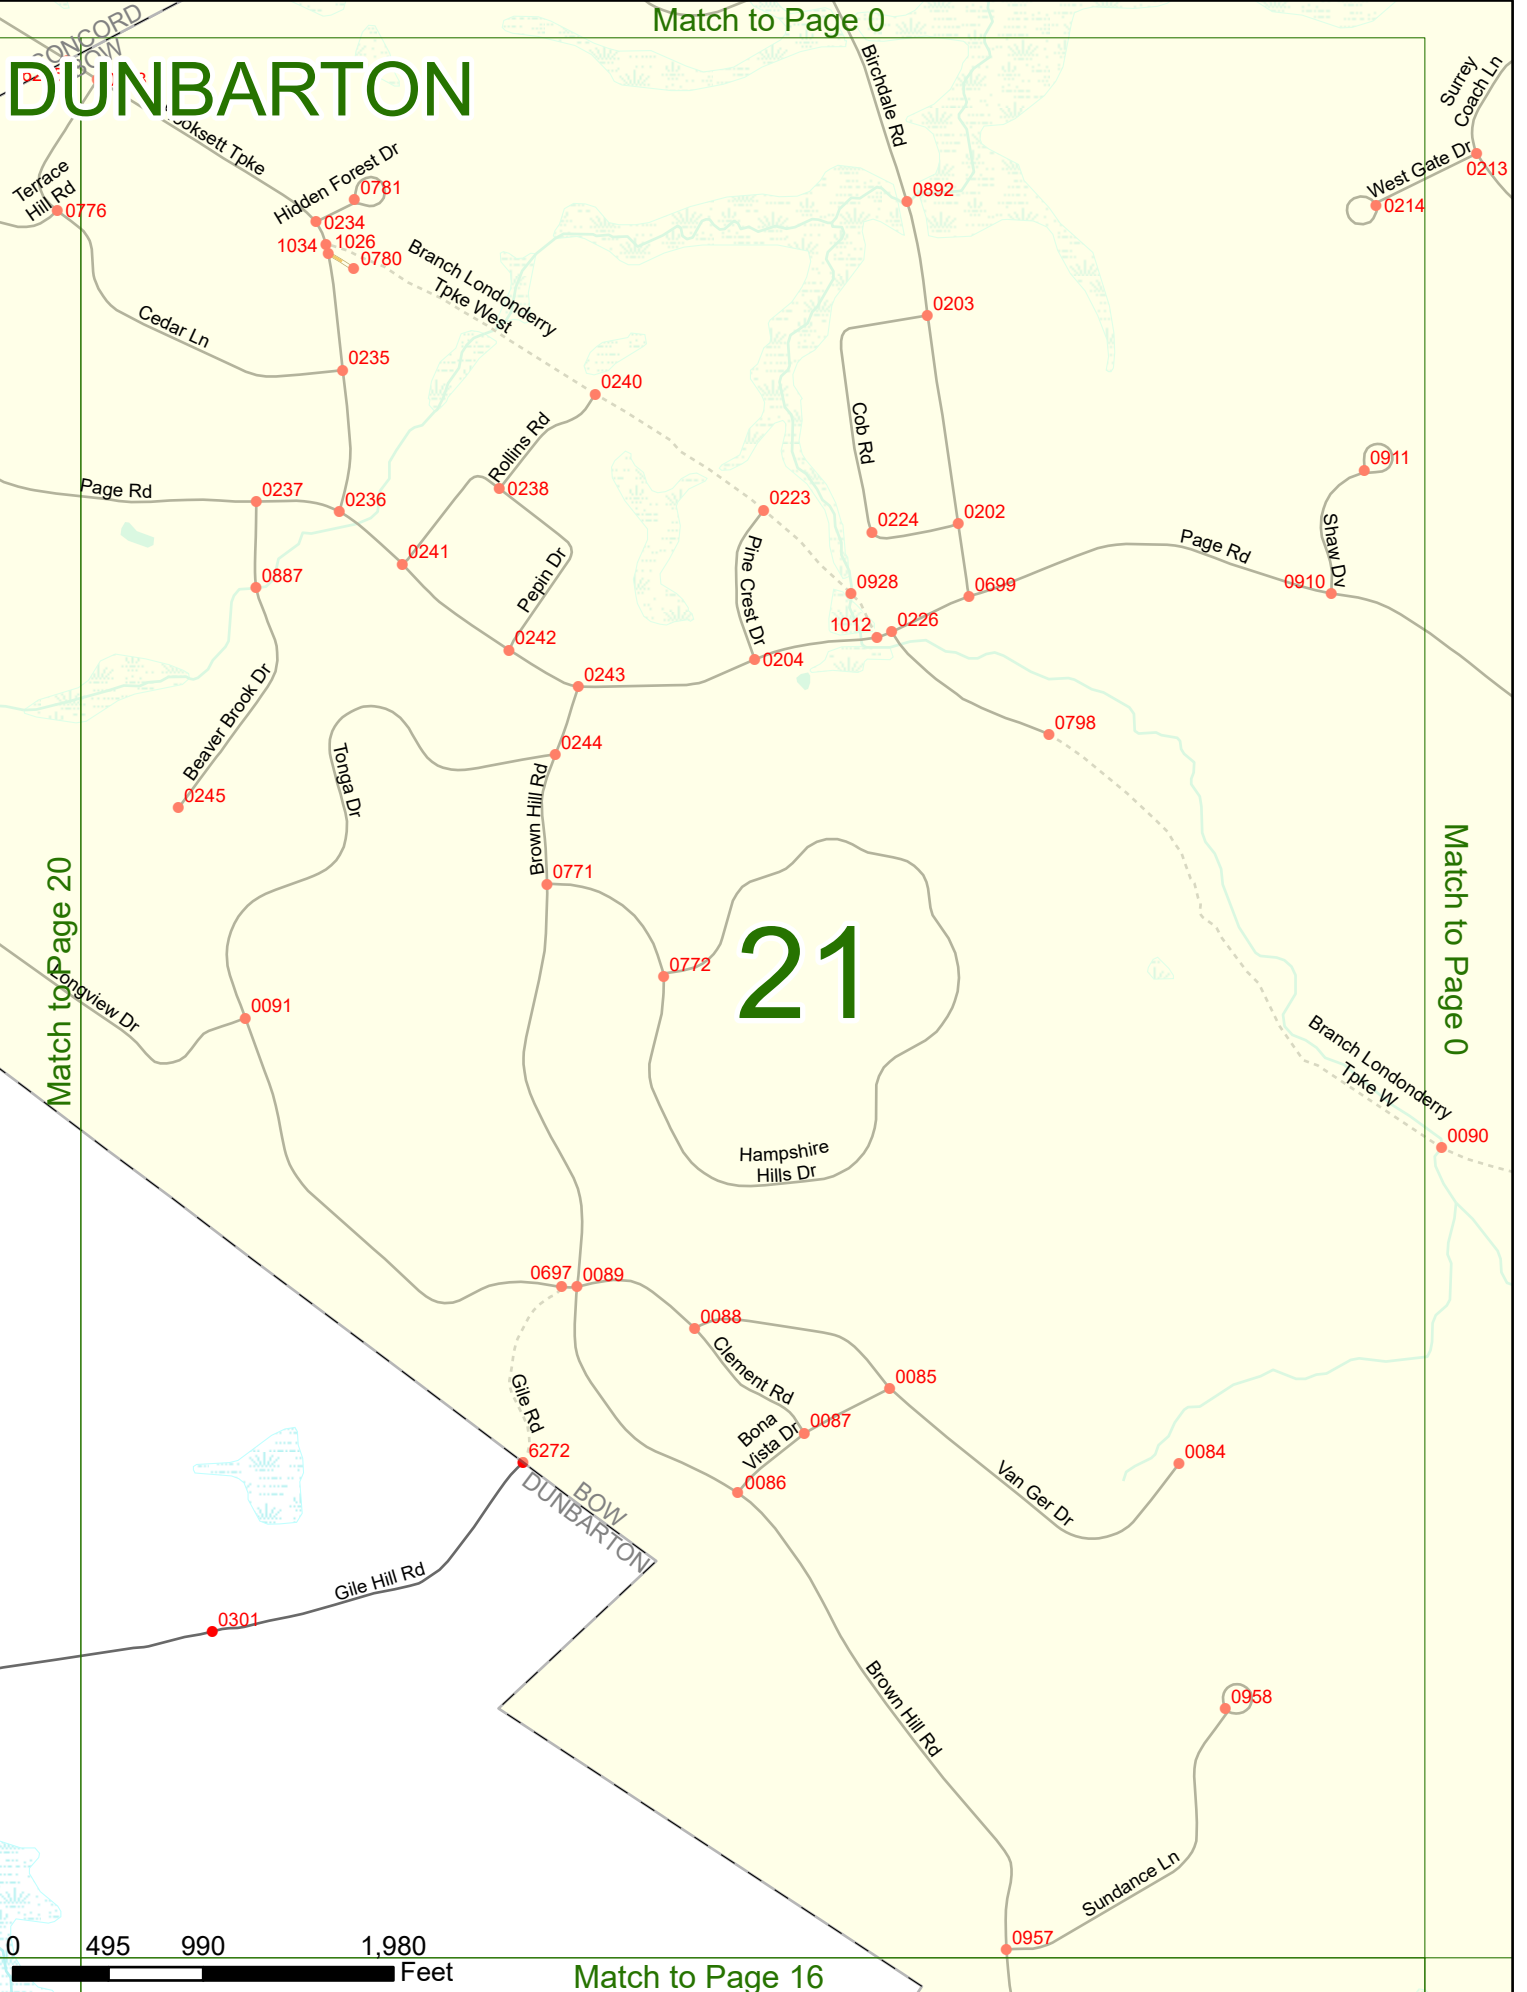 Match to Page 0
CONCORD
BOW
DUNBARTON
Birchdale Rd
Surrey
Coach Ln
Tpke
Hidden Forest Dr
West Gate Dr
0213
Terrace
Hill Rd
0776
0781
0892
0214
0234
1034
1026
0780
Branch Londonderry
Tpke West
Cedar Ln
0203
0235
0240
Rollins Rd
Cob Rd
0911
Page Rd
0237
0236
0238
0223
0224
0202
Shaw Dv
Page Rd
0241
Pepin Dr
Pine Crest Dr
0887
0928
0699
0910
1012
0226
0242
0204
0243
Beaver Brook Dr
0798
0244
Tonga Dr
Brown Hill Rd
0245
0771
Match to Page 20
Match to Page 0
21
0772
Longview Dr
0091
Branch Londonderry
Tpke W
0090
Hampshire
Hills Dr
0697
0089
0088
Clement Rd
0085
Gile Rd
Bona
Vista Dr
0087
6272
0084
0086
Van Ger Dr
BOW
DUNBARTON
Gile Hill Rd
0301
Brown Hill Rd
0958
Sundance Ln
0957
0
495
990
1,980
Feet
Match to Page 16